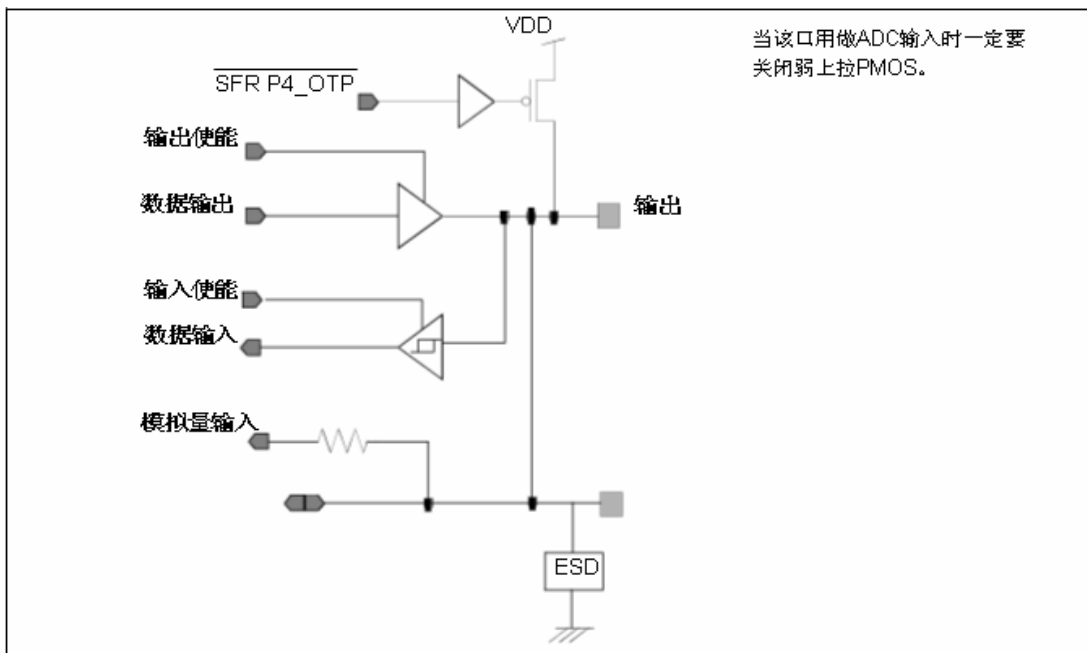 VDD
当该口用做ADC输入时一定要
关闭弱上拉PMOS。
SFR P4_OTP
输出使能
数据输出
输出
输入使能
数据输入
模拟量输入
ESD